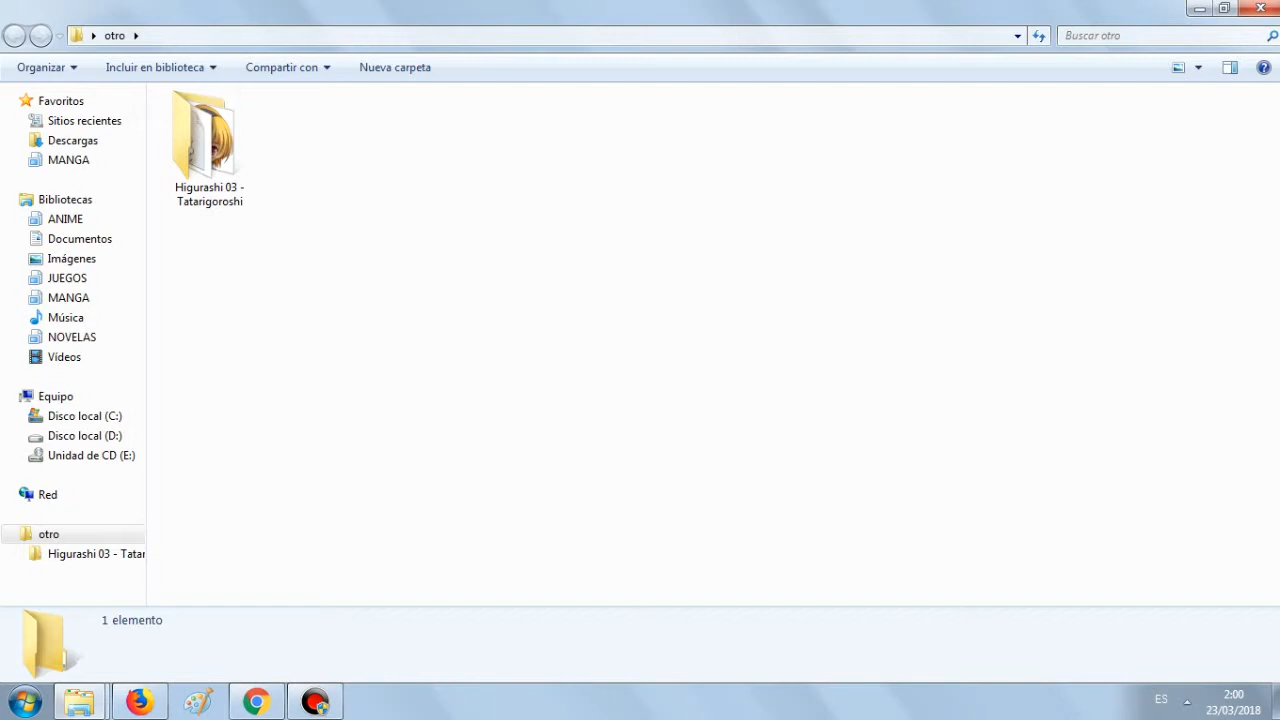 otro
Buscar otro
Organizar
Incluir en biblioteca
Compartir con
Nueva carpeta
Favoritos
Sitios recientes
Descargas
MANGA
Bibliotecas
ANIME
Documentos
Imágenes
JUEGOS
MANGA
Música
NOVELAS
Vídeos
Equipo
Disco local (C:)
Disco local (D:)
Unidad de CD (E:)
Red
otro
Higurashi 03 - Tatar
Higurashi 03 -
Tatarigoroshi
1 elemento
ES
2:00
23/03/2018